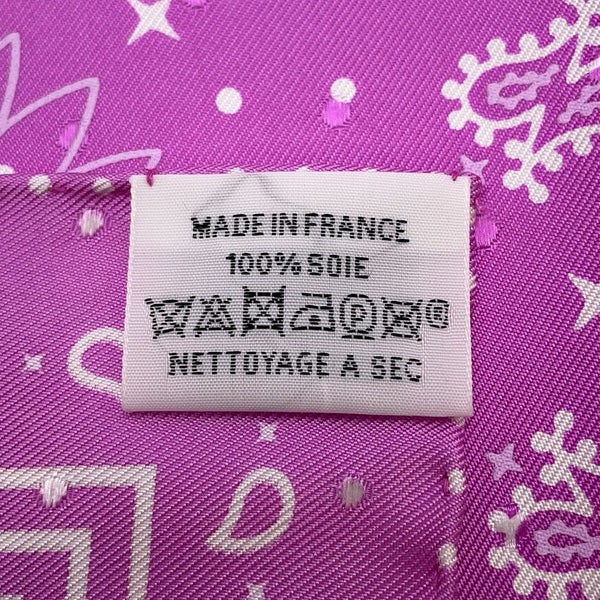 MADE IN FRANCE
100% SOIE
P
NETTOYAGE A SEC